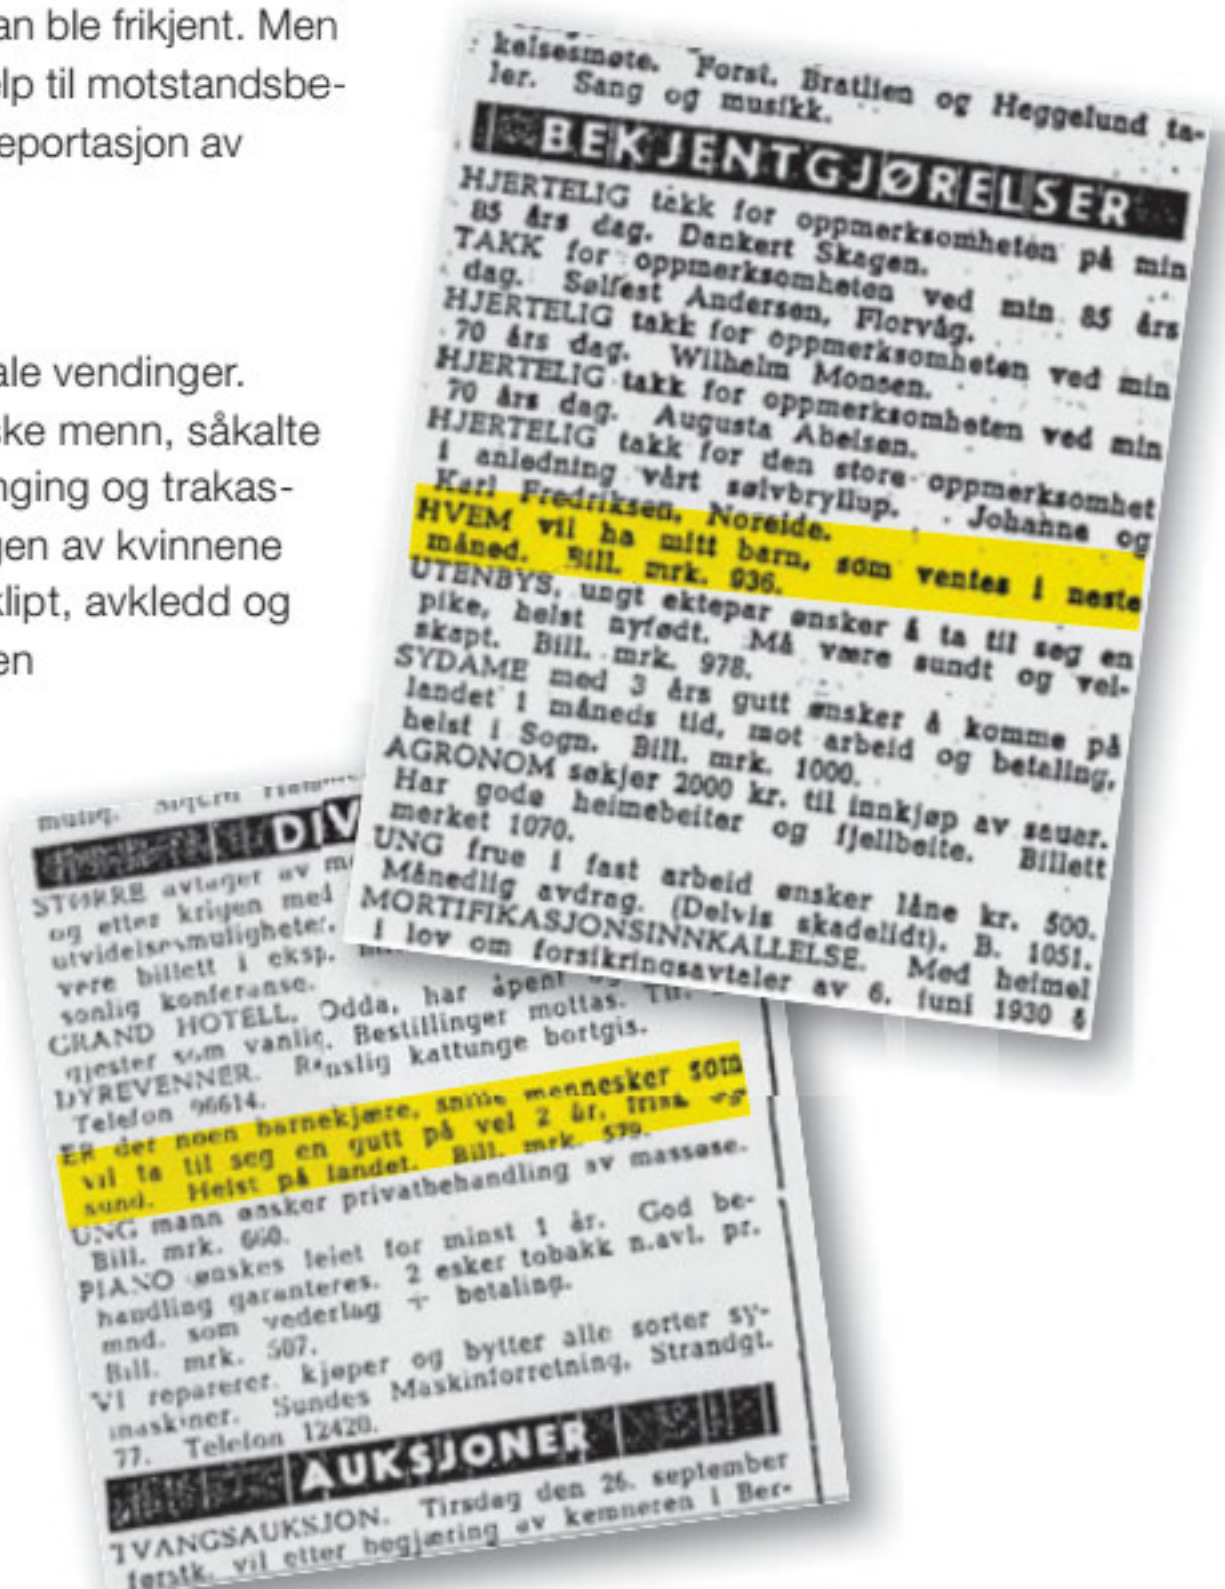 an ble frikjent. Men
elp til motstandsbe-
eportasjon av
ale vendinger.
ske menn, såkalte
nging og trakas-
gen av kvinnene
klipt, avkledd og
en
kelsesmøte. Forst. Bratlien og Heggelund ta-
ler. Sang og musikk.
BEKJENTGJØRELSER
HJERTELIG takk for oppmerksomheten på min
85 års dag. Dankert Skagen.
TAKK for oppmerksomheten ved min 85 års
dag. Sølfest Andersen, Florvåg.
HJERTELIG takk for oppmerksomheten ved min
70 års dag. Wilhelm Monsen.
HJERTELIG takk for oppmerksomheten ved min
70 års dag. Augusta Abelsen.
HJERTELIG takk for den store oppmerksomhet
i anledning vårt sølvbryllup. Johanne og
Karl Fredriksen, Noreide.
HVEM vil ha mitt barn, som ventes i neste
måned. Bill. mrk. 936.
UTENBYS, ungt ektepar ønsker å ta til seg en
pike, helst nyfødt. Må være sundt og vel-
skapt. Bill. mrk. 978.
SYDAME med 3 års gutt ønsker å komme på
landet 1 måneds tid, mot arbeid og betaling,
helst i Sogn. Bill. mrk. 1000.
AGRONOM søkjer 2000 kr. til innkjøp av sauer.
Har gode heimebeiter og fjellbeite. Billett
merket 1070.
UNG frue i fast arbeid ønsker låne kr. 500.
Månedlig avdrag. (Delvis skadelidt). B. 1051.
MORTIFIKASJONSINNKALLELSE. Med heimel
i lov om forsikringsavtaler av 6. juni 1930 §
mulig.
DIV
STØRRE avtager av m
og etter krigen med
utvidelsesmuligheter.
vere billett i eksp.
sonlig konferanse.
GRAND HOTELL, Odda, har åpent
gjester som vanlig. Bestillinger mottas.
DYREVENNER. Renslig kattunge bortgis.
Telefon 96614.
ER det noen barnekjære, snille mennesker som
vil ta til seg en gutt på vel 2 år, frisk og
sund. Helst på landet. Bill. mrk. 579.
UNG mann ønsker privatbehandling av massøse.
Bill. mrk. 660.
PIANO ønskes leiet for minst 1 år. God be-
handling garanteres. 2 esker tobakk n.avl. pr.
mnd. som vederlag + betaling.
Bill. mrk. 507.
VI reparerer, kjøper og bytter alle sorter sy-
maskiner. Sundes Maskinforretning, Strandgt.
77. Telefon 12420.
AUKSJONER
TVANGSAUKSJON. Tirsdag den 26. september
førstk. vil etter begjæring av kemneren i Ber-